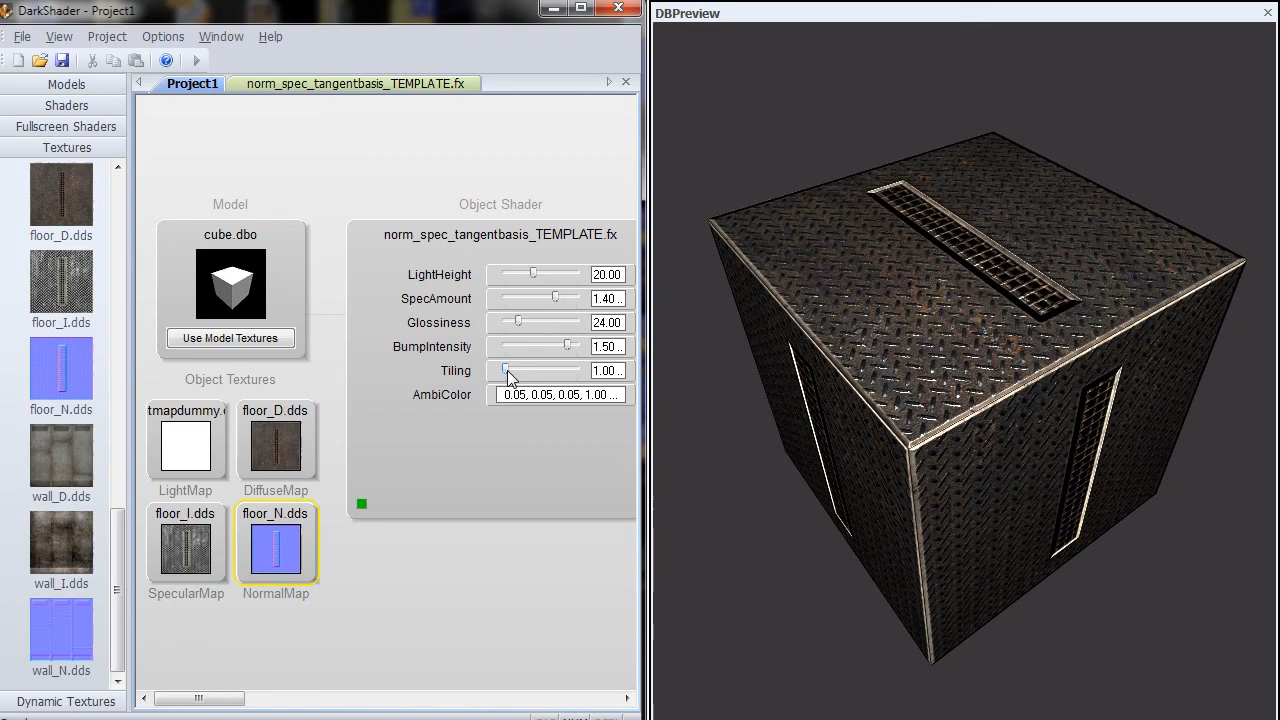 DarkShader - Project1
File View Project Options Window Help
Project1 norm_spec_tangentbasis_TEMPLATE.fx
Models
Shaders
Fullscreen Shaders
Textures
floor_D.dds
floor_I.dds
floor_N.dds
wall_D.dds
wall_I.dds
wall_N.dds
Dynamic Textures
Model
cube.dbo
Use Model Textures
Object Textures
tmapdummy.
LightMap
floor_D.dds
DiffuseMap
floor_I.dds
SpecularMap
floor_N.dds
NormalMap
Object Shader
norm_spec_tangentbasis_TEMPLATE.fx
LightHeight 20.00
SpecAmount 1.40 ..
Glossiness 24.00
BumpIntensity 1.50 ..
Tiling 1.00 ..
AmbiColor 0.05, 0.05, 0.05, 1.00 ...
DBPreview